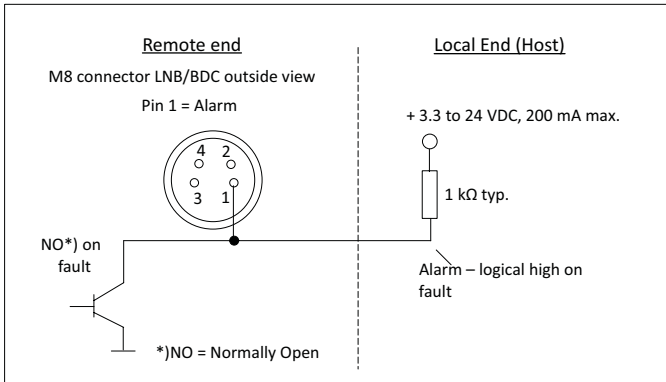 Remote end
M8 connector LNB/BDC outside view
Pin 1 = Alarm
4 2
3 1
NO*) on
fault
*)NO = Normally Open
Local End (Host)
+ 3.3 to 24 VDC, 200 mA max.
1 kΩ typ.
Alarm – logical high on
fault